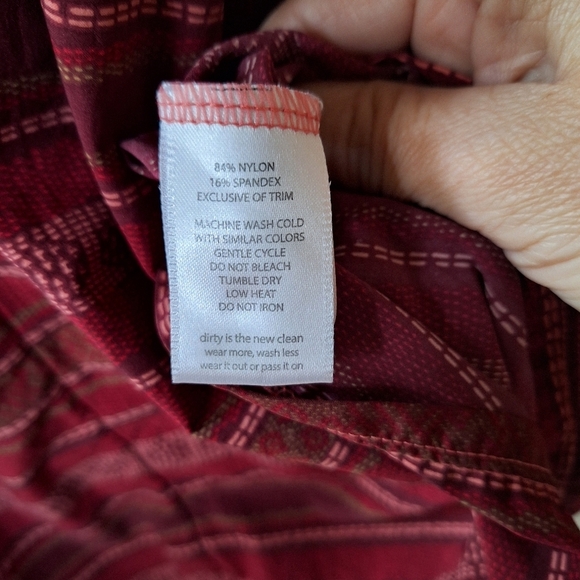 84% NYLON
16% SPANDEX
EXCLUSIVE OF TRIM
MACHINE WASH COLD
WITH SIMILAR COLORS
GENTLE CYCLE
DO NOT BLEACH
TUMBLE DRY
LOW HEAT
DO NOT IRON
dirty is the new clean
wear more, wash less
wear it out or pass it on